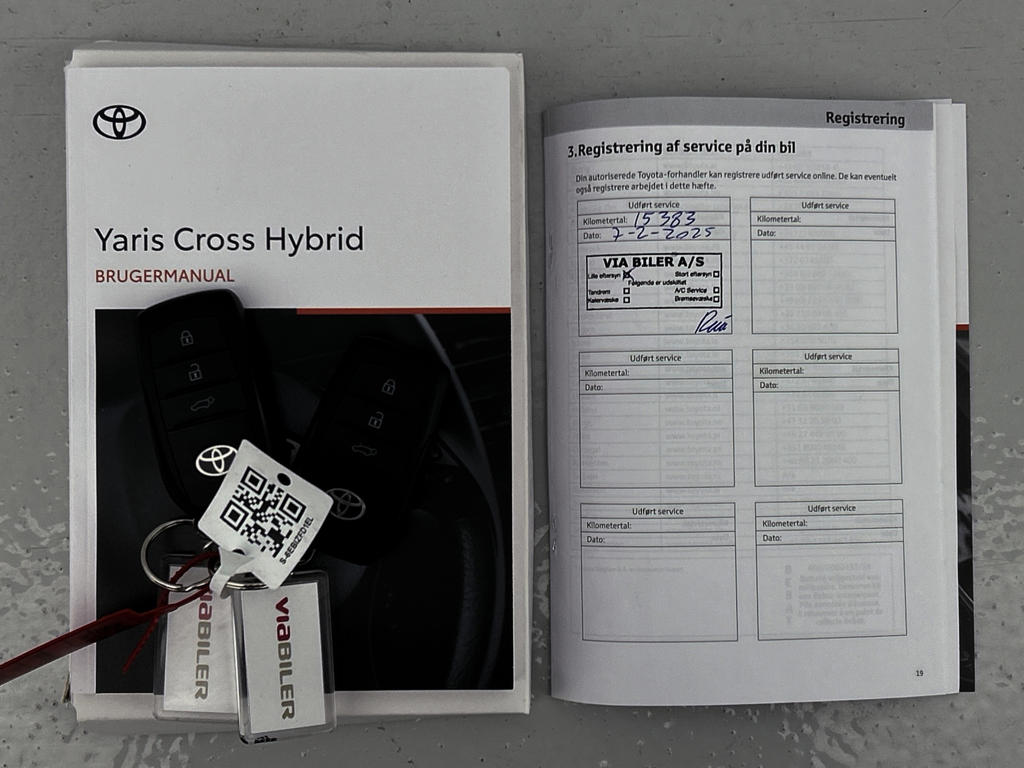 Yaris Cross Hybrid
BRUGERMANUAL
VIABILER
VIABILER
Registrering
3.Registrering af service på din bil
Din autoriserede Toyota-forhandler kan registrere udført service online. De kan eventuelt
også registrere arbejdet i dette hæfte.
Udført service
Kilometertal: 15383
Dato: 7-2-2025
VIA BILER A/S
Lille eftersyn
Stort eftersyn
Følgende er udskiftet
Tændrør
A/C Service
Kølervæske
Bremsevæske
Udført service
Kilometertal:
Dato:
Udført service
Kilometertal:
Dato:
Udført service
Kilometertal:
Dato:
Udført service
Kilometertal:
Dato:
Udført service
Kilometertal:
Dato:
19